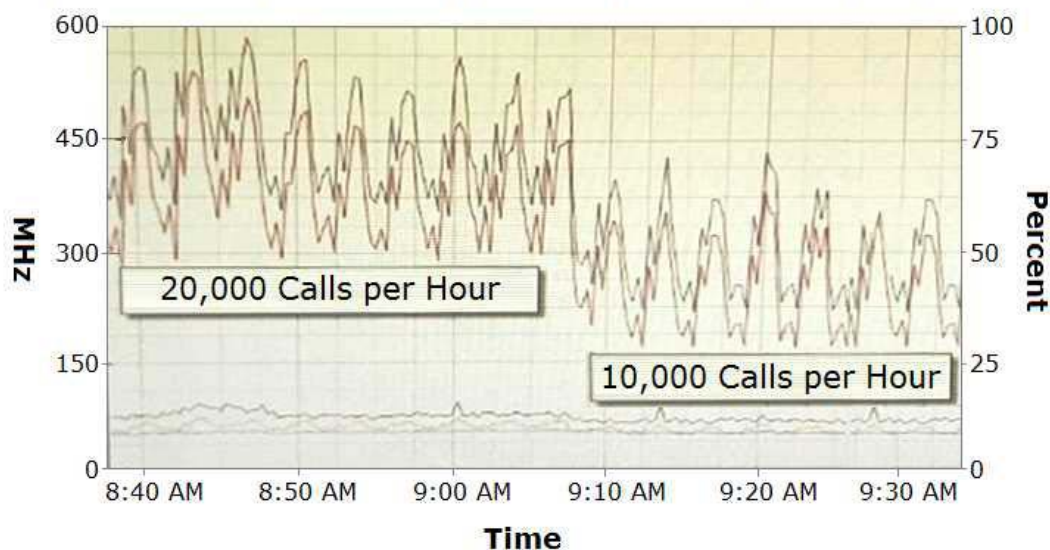 600
450
300
150
0
MHz
100
75
50
25
0
Percent
20,000 Calls per Hour
10,000 Calls per Hour
8:40 AM 8:50 AM 9:00 AM 9:10 AM 9:20 AM 9:30 AM
Time